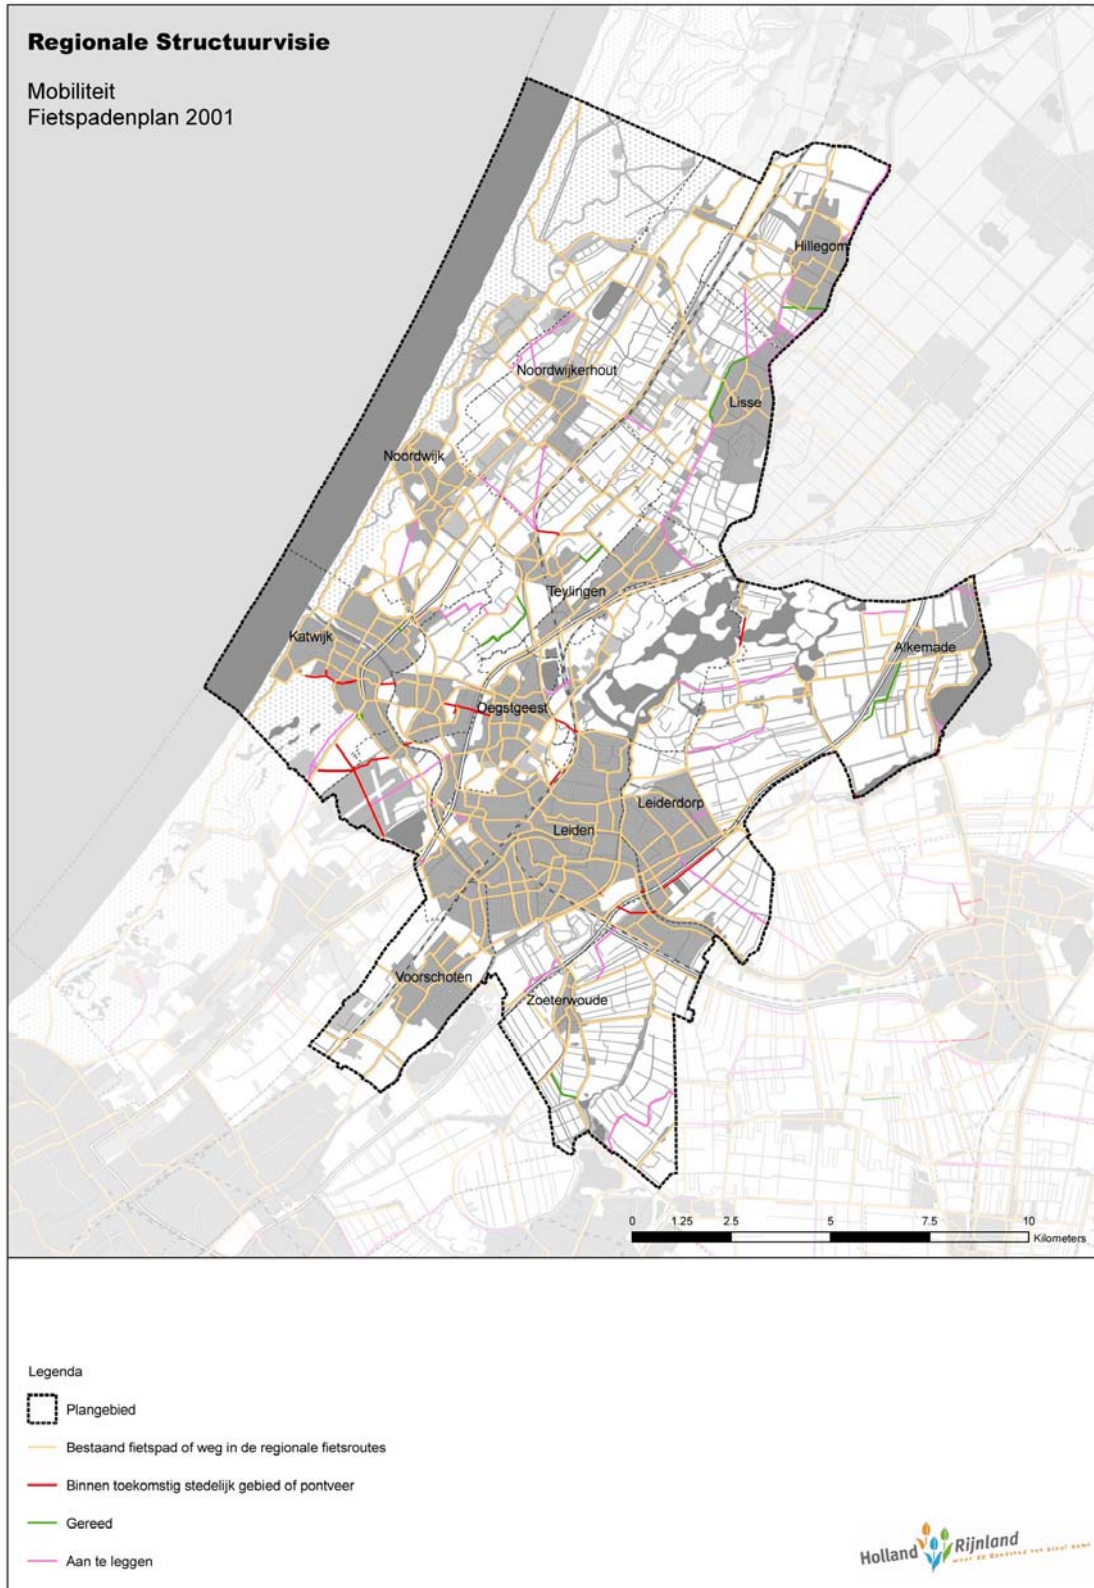 Regionale Structuurvisie
Mobiliteit
Fietspadenplan 2001
Hillegom
Noordwijkerhout
Lisse
Noordwijk
Teylingen
Katwijk
Alkemade
Oegstgeest
Leiderdorp
Leiden
Voorschoten
Zoeterwoude
0 1.25 2.5 5 7.5 10
Kilometers
Legenda
Plangebied
Bestaand fietspad of weg in de regionale fietsroutes
Binnen toekomstig stedelijk gebied of pontveer
Gereed
Aan te leggen
Holland Rijnland